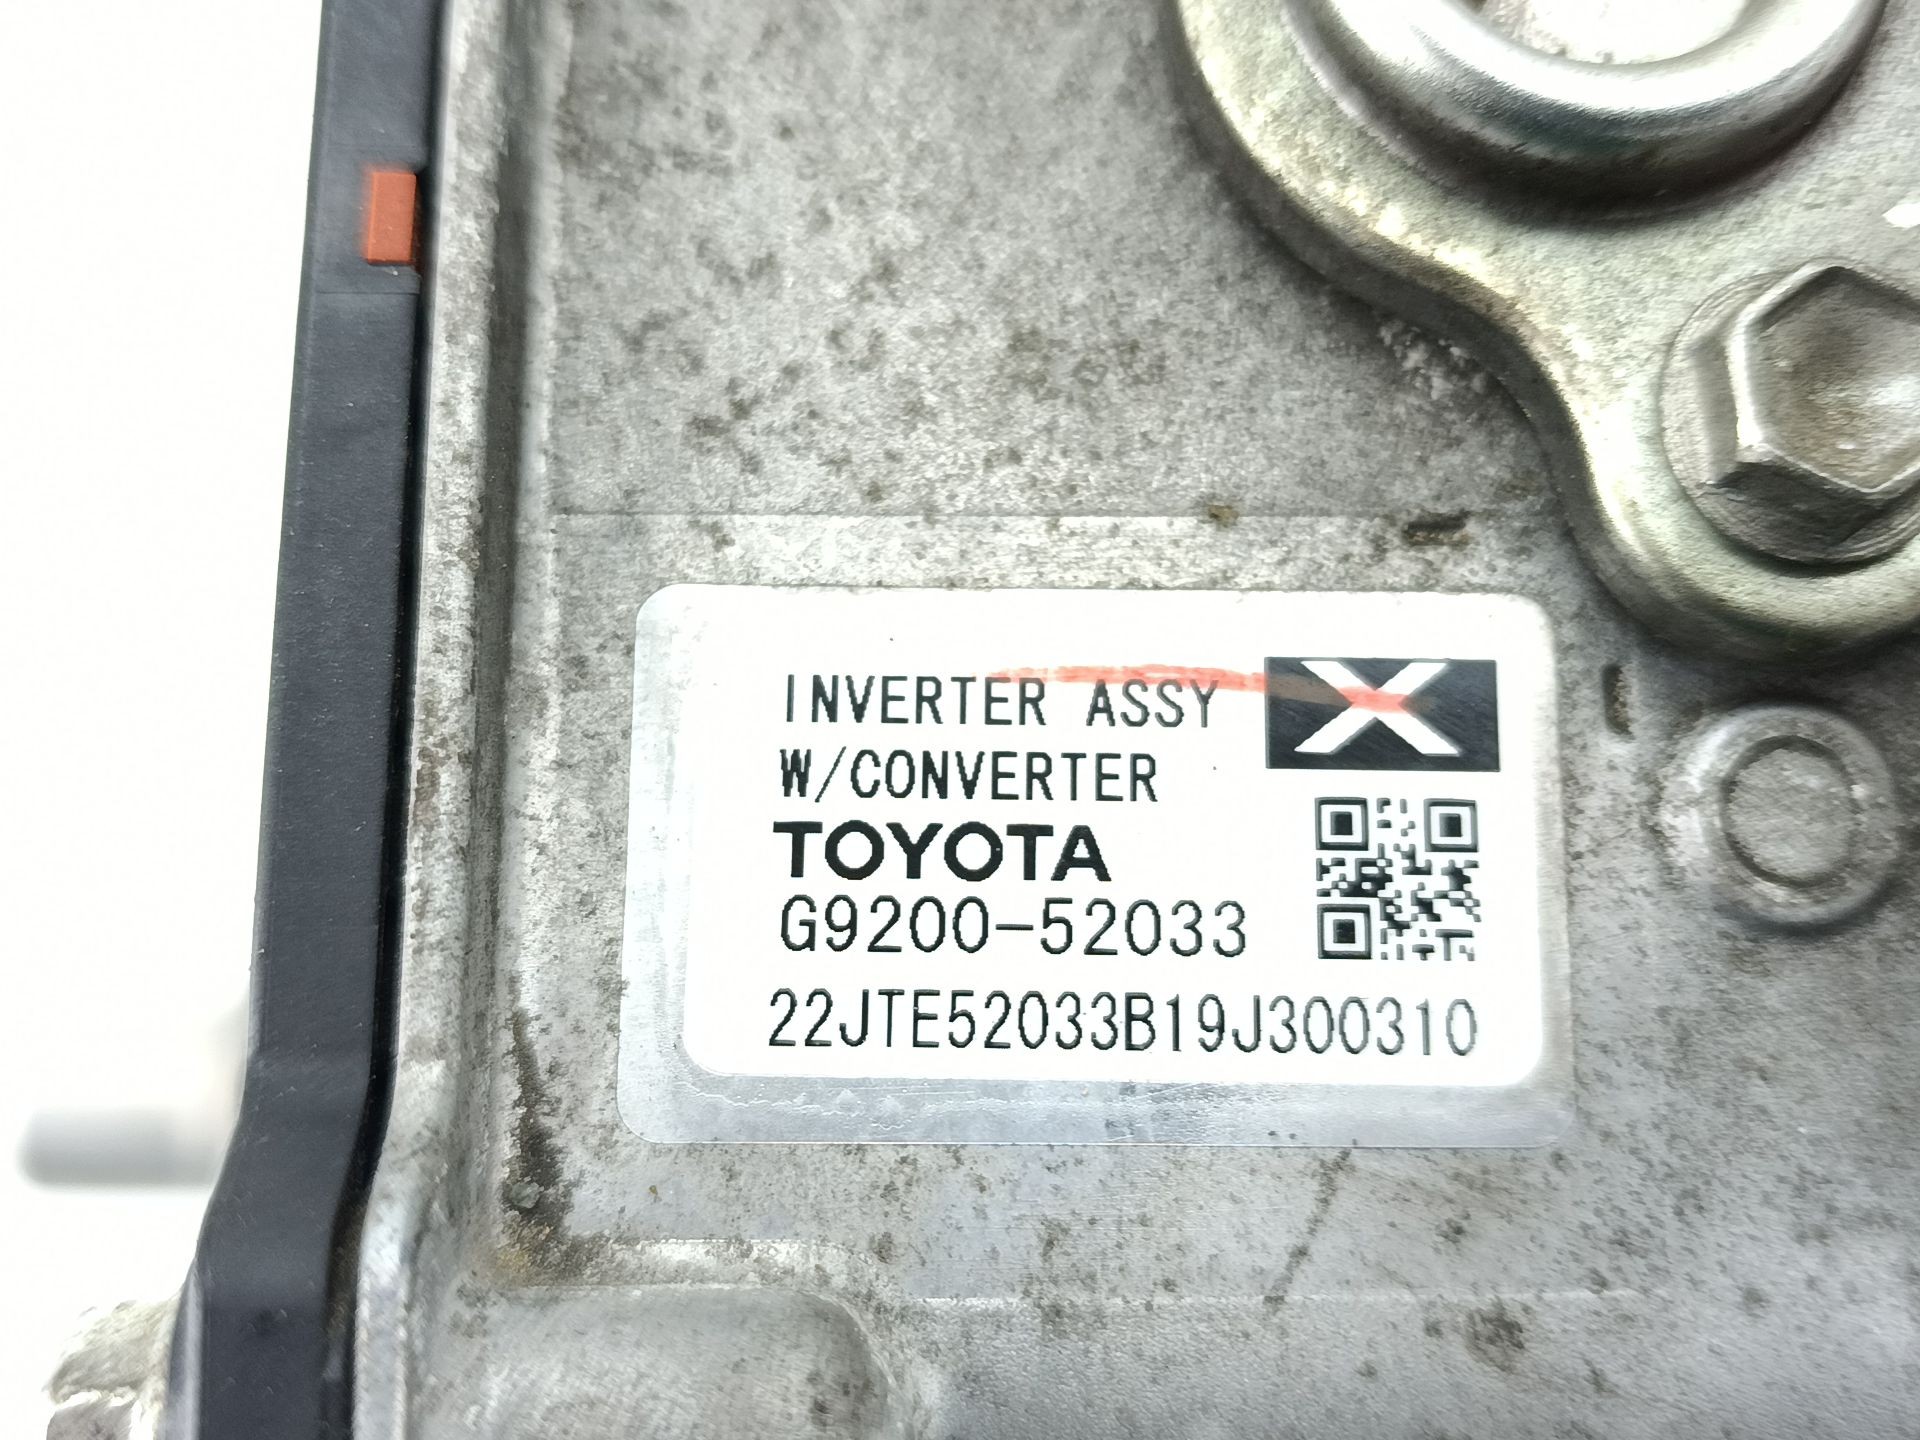 INVERTER ASSY X
W/CONVERTER
TOYOTA
G9200-52033
22JTE52033B19J300310